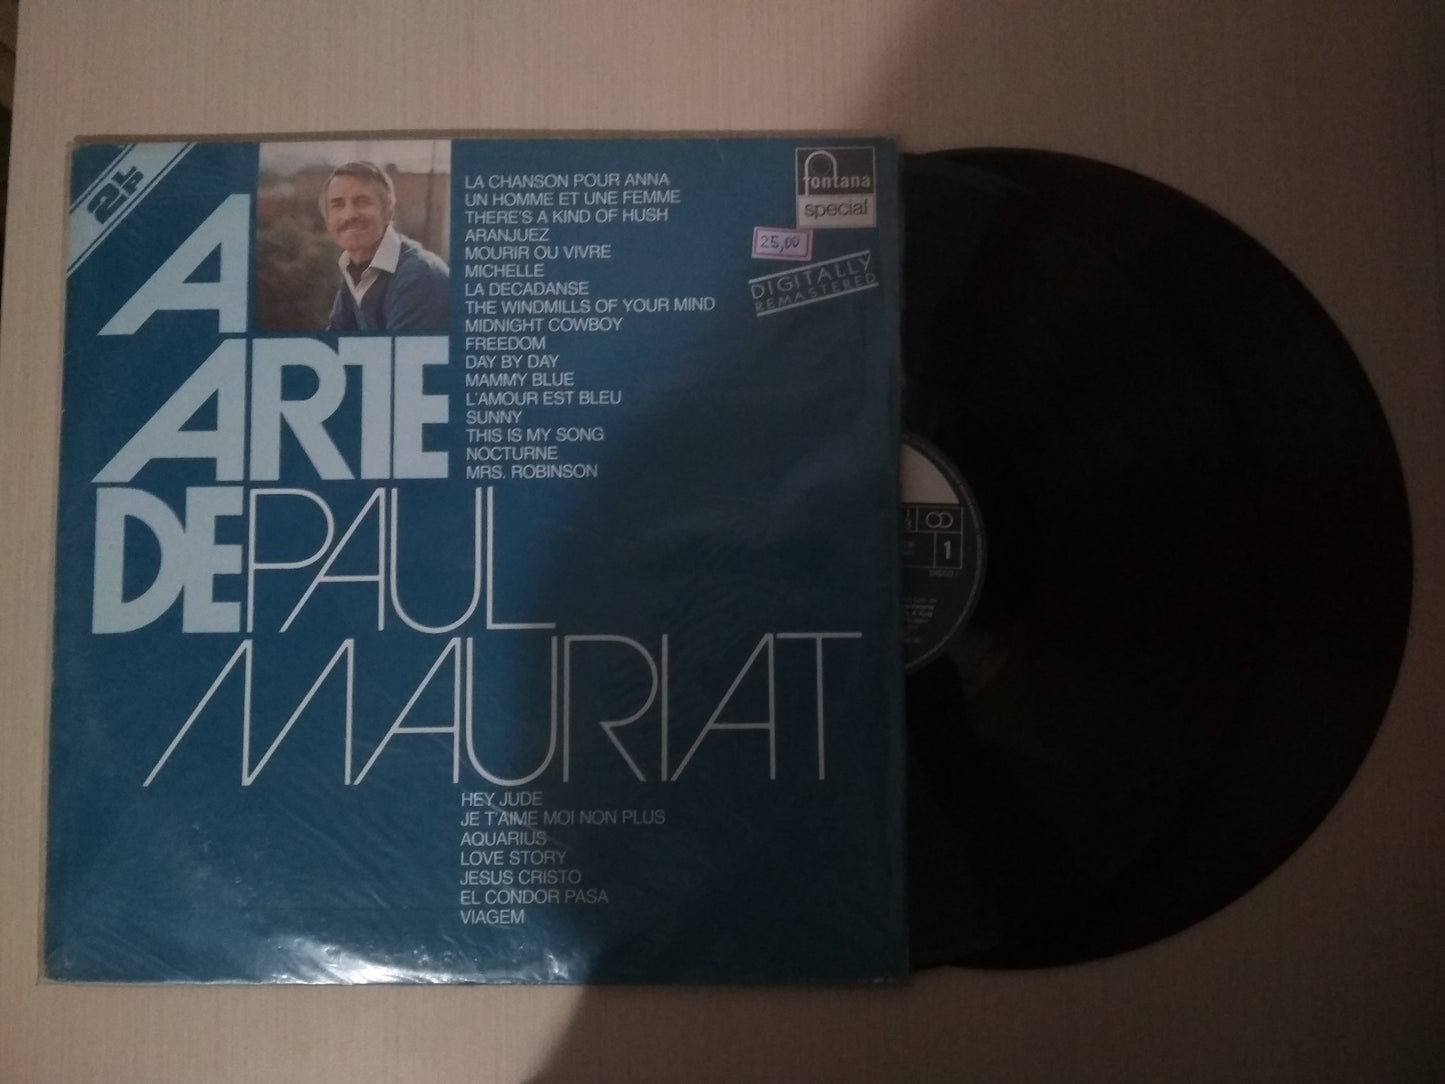 2 LP
A
ARTE
DE PAUL
MAURIAT
LA CHANSON POUR ANNA
UN HOMME ET UNE FEMME
THERE'S A KIND OF HUSH
ARANJUEZ
MOURIR OU VIVRE
MICHELLE
LA DECADANSE
THE WINDMILLS OF YOUR MIND
MIDNIGHT COWBOY
FREEDOM
DAY BY DAY
MAMMY BLUE
L'AMOUR EST BLEU
SUNNY
THIS IS MY SONG
NOCTURNE
MRS. ROBINSON
fontana
special
25,00
DIGITALLY
REMASTERED
HEY JUDE
JE T'AIME MOI NON PLUS
AQUARIUS
LOVE STORY
JESUS CRISTO
EL CONDOR PASA
VIAGEM
1
DISCO 1